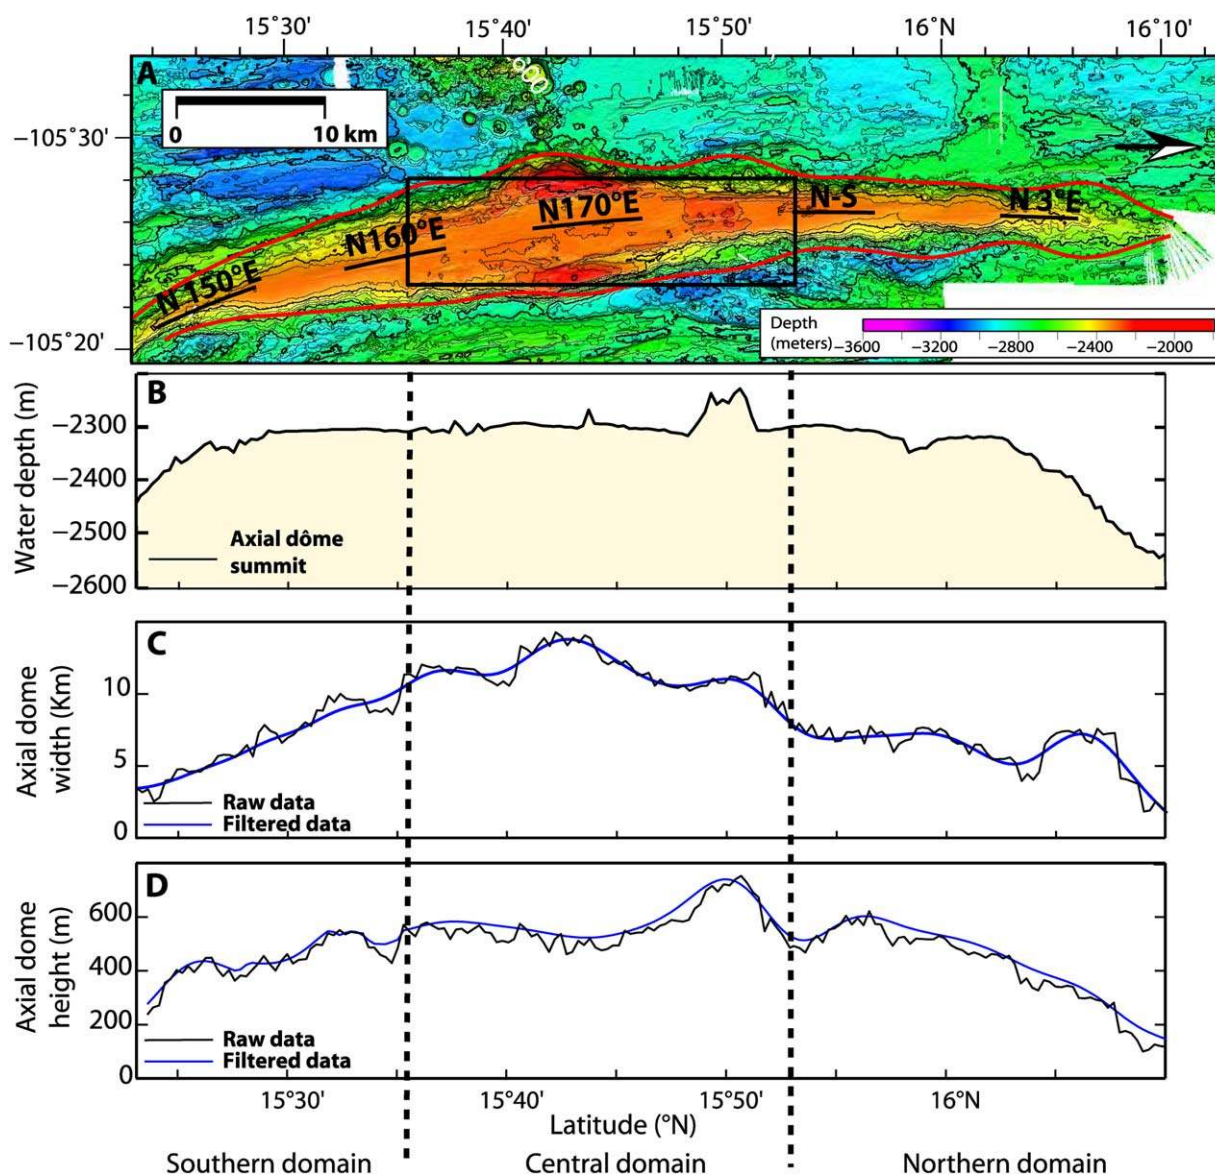 15°30' 15°40' 15°50' 16°N 16°10'
A
0 10 km
−105°30'
−105°20'
N 150°E
N160°E
N170°E
N-S
N 3°E
Depth
(meters)
−3600 −3200 −2800 −2400 −2000
B
Water depth (m)
−2300
−2400
−2500
−2600
Axial dôme
summit
C
Axial dome
width (Km)
10
5
0
Raw data
Filtered data
D
Axial dome
height (m)
600
400
200
0
Raw data
Filtered data
15°30' 15°40' 15°50' 16°N
Latitude (°N)
Southern domain Central domain Northern domain